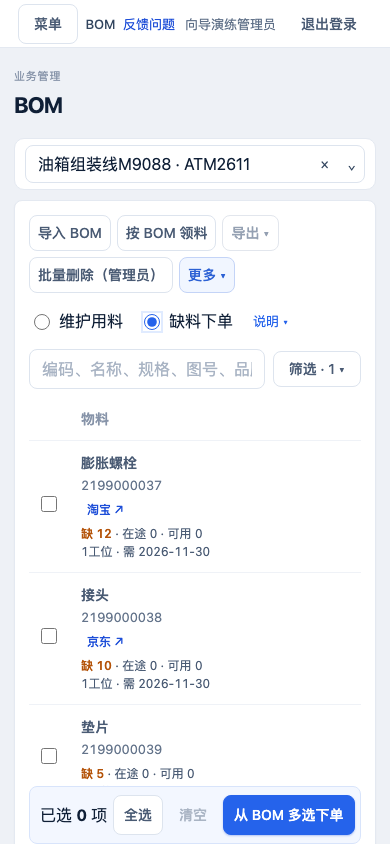 菜单 BOM 反馈问题 向导演练管理员 退出登录
业务管理
BOM
油箱组装线M9088 · ATM2611 × ⌄
导入 BOM 按 BOM 领料 导出 ▾
批量删除（管理员） 更多 ▾
维护用料 缺料下单 说明 ▾
编码、名称、规格、图号、品 筛选 · 1 ▾
物料
膨胀螺栓
2199000037
淘宝 ↗
缺 12 · 在途 0 · 可用 0
1工位 · 需 2026-11-30
接头
2199000038
京东 ↗
缺 10 · 在途 0 · 可用 0
1工位 · 需 2026-11-30
垫片
2199000039
缺 5 · 在途 0 · 可用 0
已选 0 项 全选 清空 从 BOM 多选下单